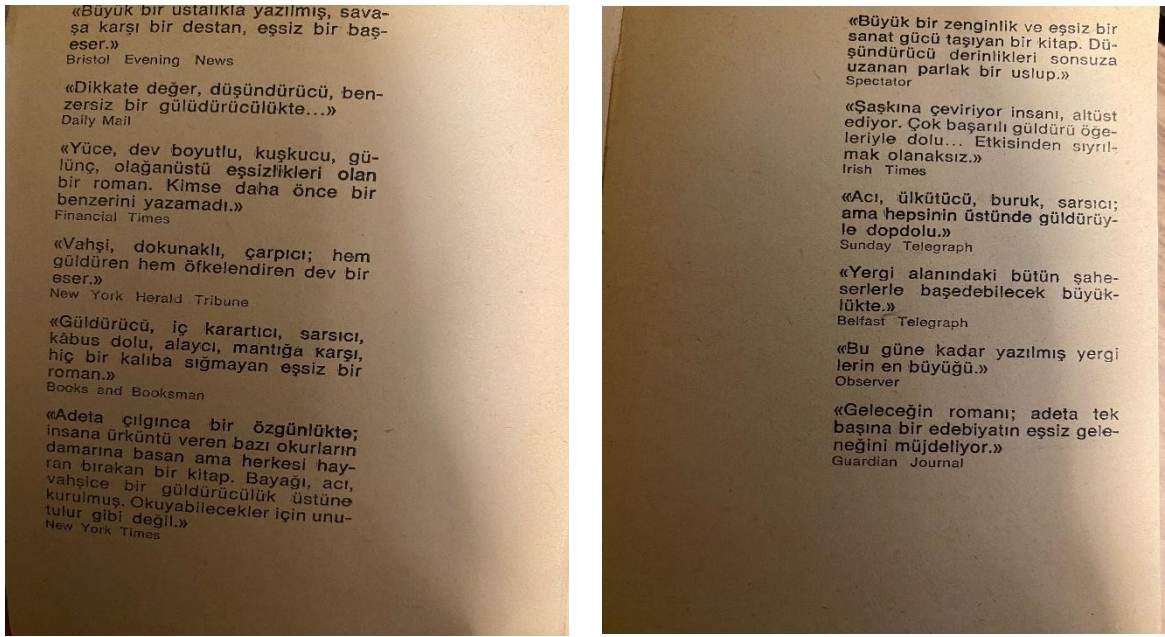 «Büyük bir ustalıkla yazılmış, sava-
şa karşı bir destan, eşsiz bir baş-
eser.»
Bristol Evening News
«Dikkate değer, düşündürücü, ben-
zersiz bir gülüdürücülükte...»
Daily Mail
«Yüce, dev boyutlu, kuşkucu, gü-
lünç, olağanüstü eşsizlikleri olan
bir roman. Kimse daha önce bir
benzerini yazamadı.»
Financial Times
«Vahşi, dokunaklı, çarpıcı; hem
güldüren hem öfkelendiren dev bir
eser.»
New York Herald Tribune
«Güldürücü, iç karartıcı, sarsıcı,
kâbus dolu, alaycı, mantığa karşı,
hiç bir kalıba sığmayan eşsiz bir
roman.»
Books and Booksman
«Adeta çılgınca bir özgünlükte;
insana ürküntü veren bazı okurların
damarına basan ama herkesi hay-
ran bırakan bir kitap. Bayağı, acı,
vahşice bir güldürücülük üstüne
kurulmuş. Okuyabilecekler için unu-
tulur gibi değil.»
New York Times
«Büyük bir zenginlik ve eşsiz bir
sanat gücü taşıyan bir kitap. Dü-
şündürücü derinlikleri sonsuza
uzanan parlak bir uslup.»
Spectator
«Şaşkına çeviriyor insanı, altüst
ediyor. Çok başarılı güldürü öğe-
leriyle dolu... Etkisinden sıyrıl-
mak olanaksız.»
Irish Times
«Acı, ülkütücü, buruk, sarsıcı;
ama hepsinin üstünde güldürüy-
le dopdolu.»
Sunday Telegraph
«Yergi alanındaki bütün şahe-
serlerle başedebilecek büyük-
lükte.»
Belfast Telegraph
«Bu güne kadar yazılmış yergi
lerin en büyüğü.»
Observer
«Geleceğin romanı; adeta tek
başına bir edebiyatın eşsiz gele-
neğini müjdeliyor.»
Guardian Journal